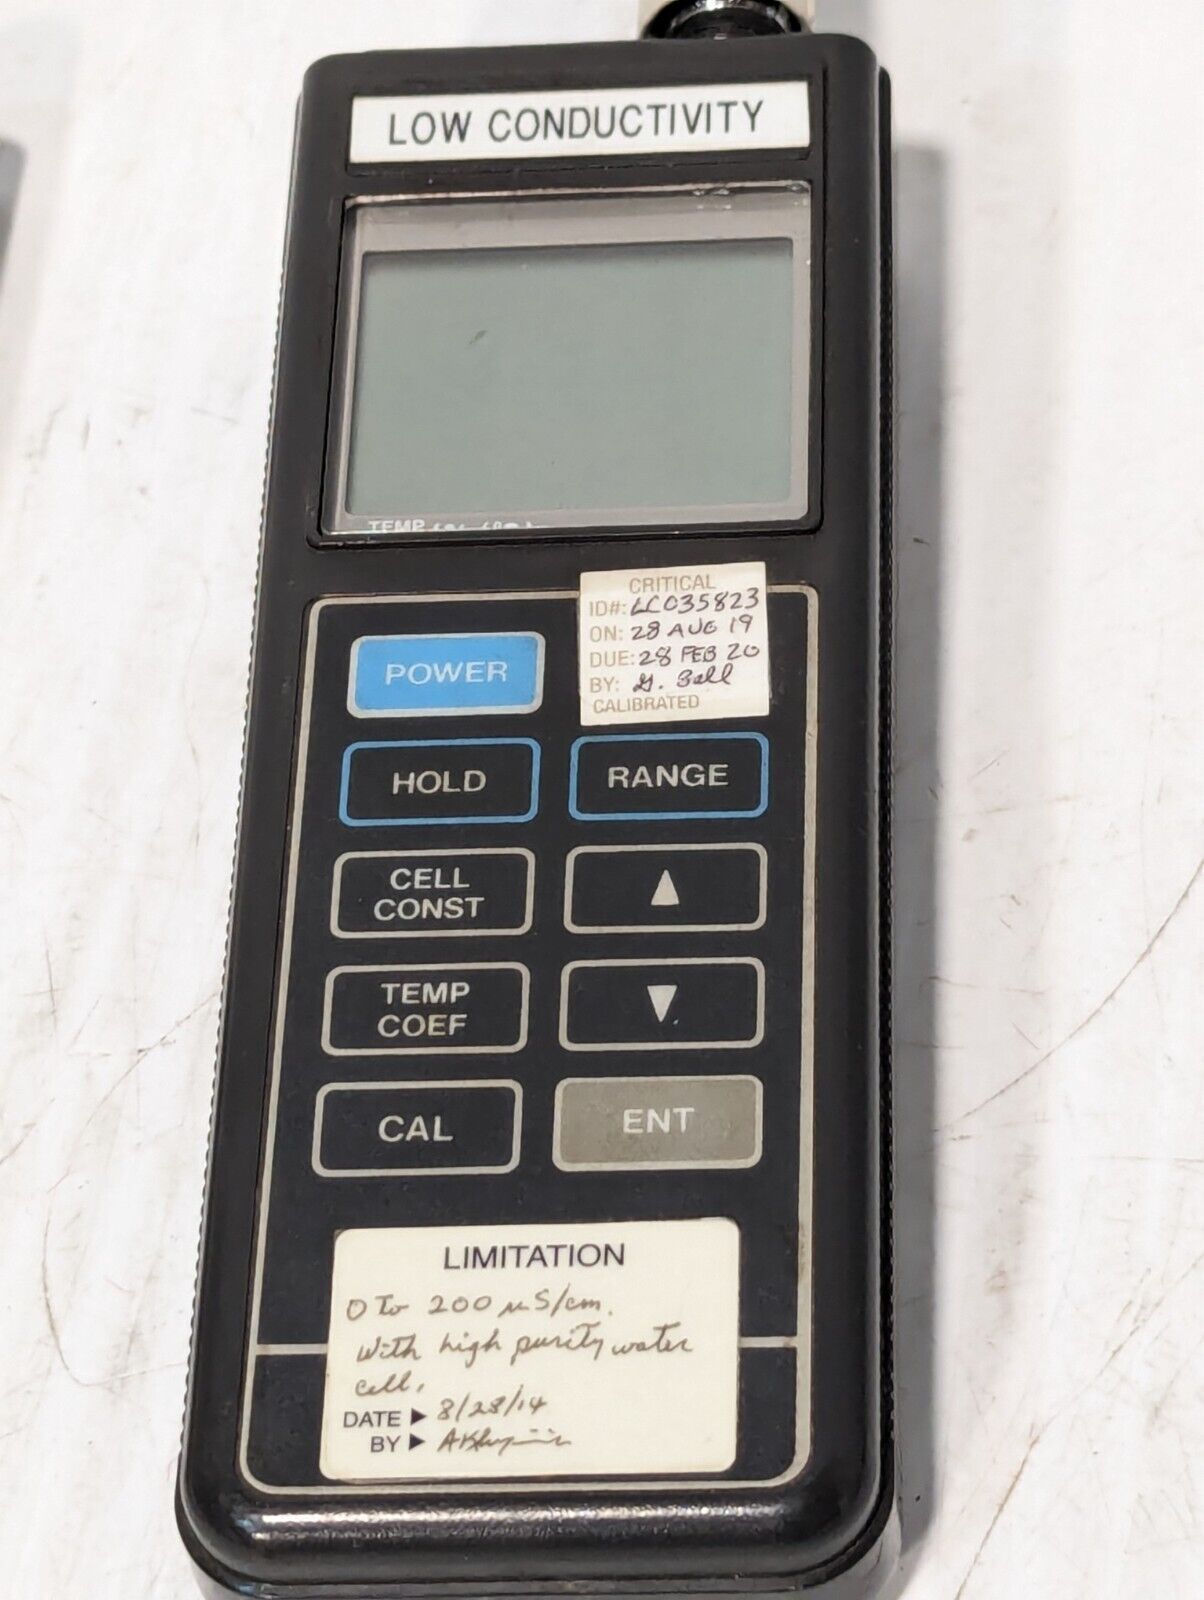 LOW CONDUCTIVITY
TEMP
CRITICAL
ID#: LC035823
ON: 28 AUG 19
DUE: 28 FEB 20
BY: G. Bell
CALIBRATED
POWER
HOLD
RANGE
CELL
CONST
▲
TEMP
COEF
▼
CAL
ENT
LIMITATION
0 To 200 μS/cm.
With high purity water
cell.
DATE ▶ 8/28/14
BY ▶